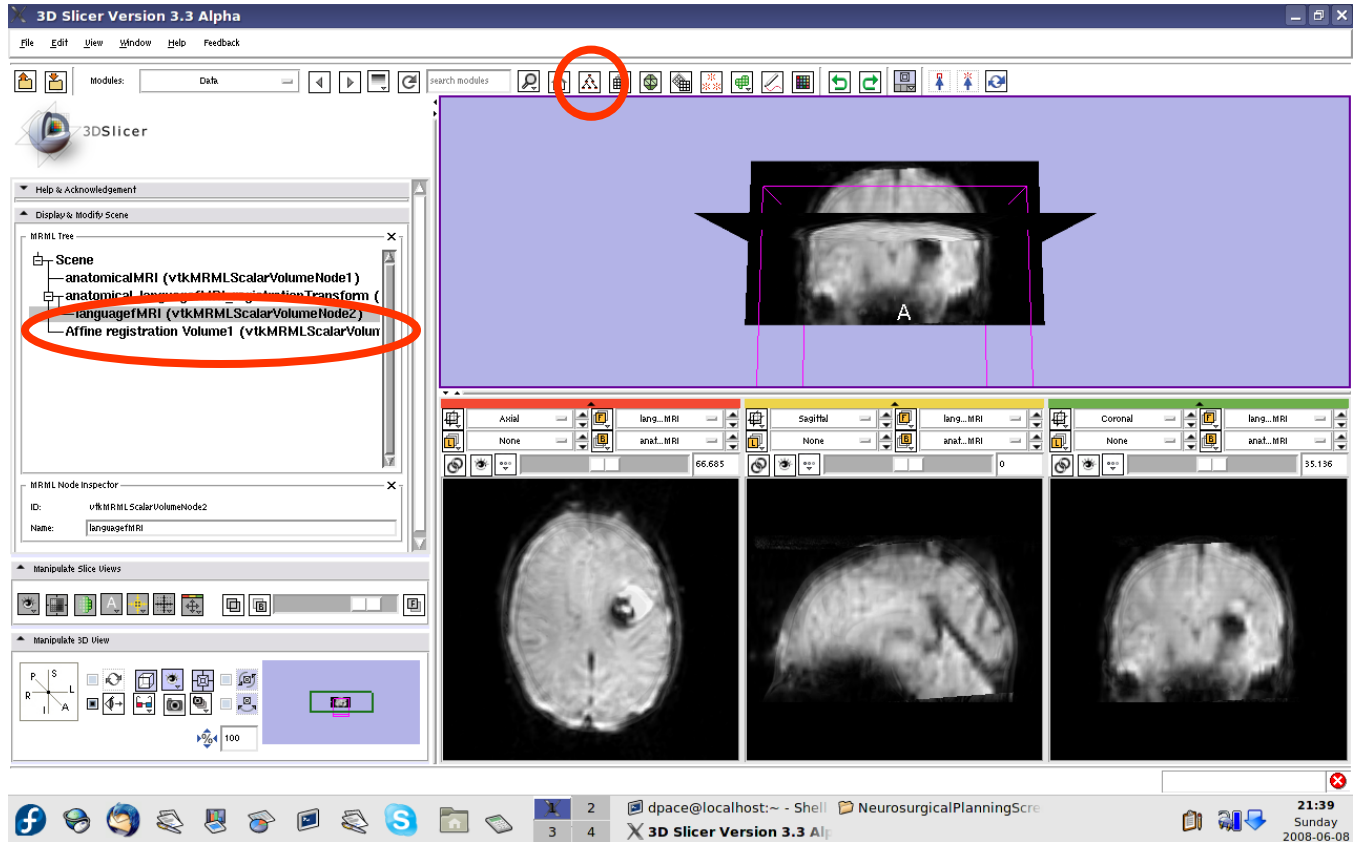 3D Slicer Version 3.3 Alpha
File Edit View Window Help Feedback
Modules: Data search modules
3DSlicer
Help & Acknowledgement
Display & Modify Scene
MRML Tree
Scene
anatomicalMRI (vtkMRMLScalarVolumeNode1)
anatomical_languagefMRI_registrationTransform (
languagefMRI (vtkMRMLScalarVolumeNode2)
Affine registration Volume1 (vtkMRMLScalarVolum
MRML Node Inspector
ID: vtkMRMLScalarVolumeNode2
Name: languagefMRI
Manipulate Slice Views
Manipulate 3D View
P S
R L
I A
100
A
Axial F lang...MRI
L None B anat...MRI
66.685
Sagittal F lang...MRI
L None B anat...MRI
0
Coronal F lang...MRI
L None B anat...MRI
35.136
1 2
3 4
dpace@localhost:~ - Shell
NeurosurgicalPlanningScre
3D Slicer Version 3.3 Alp
21:39
Sunday
2008-06-08